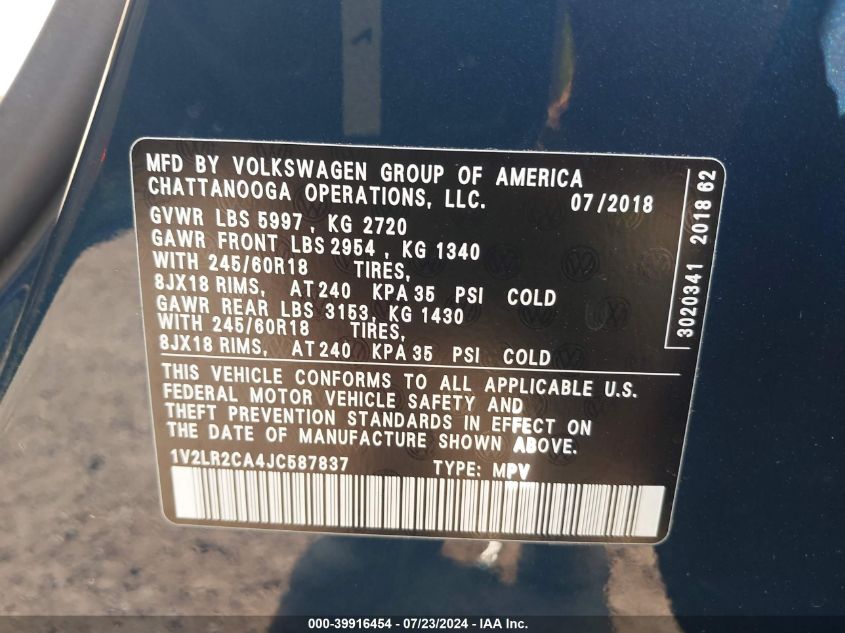 MFD BY VOLKSWAGEN GROUP OF AMERICA
CHATTANOOGA OPERATIONS, LLC. 07/2018
GVWR LBS 5997 , KG 2720
GAWR FRONT LBS 2954 , KG 1340
WITH 245/60R18 TIRES,
8JX18 RIMS, AT 240 KPA 35 PSI COLD
GAWR REAR LBS 3153, KG 1430
WITH 245/60R18 TIRES,
8JX18 RIMS, AT 240 KPA 35 PSI COLD
THIS VEHICLE CONFORMS TO ALL APPLICABLE U.S.
FEDERAL MOTOR VEHICLE SAFETY AND
THEFT PREVENTION STANDARDS IN EFFECT ON
THE DATE OF MANUFACTURE SHOWN ABOVE.
1V2LR2CA4JC587837 TYPE: MPV
3020341 2018 62
000-39916454 - 07/23/2024 - IAA Inc.